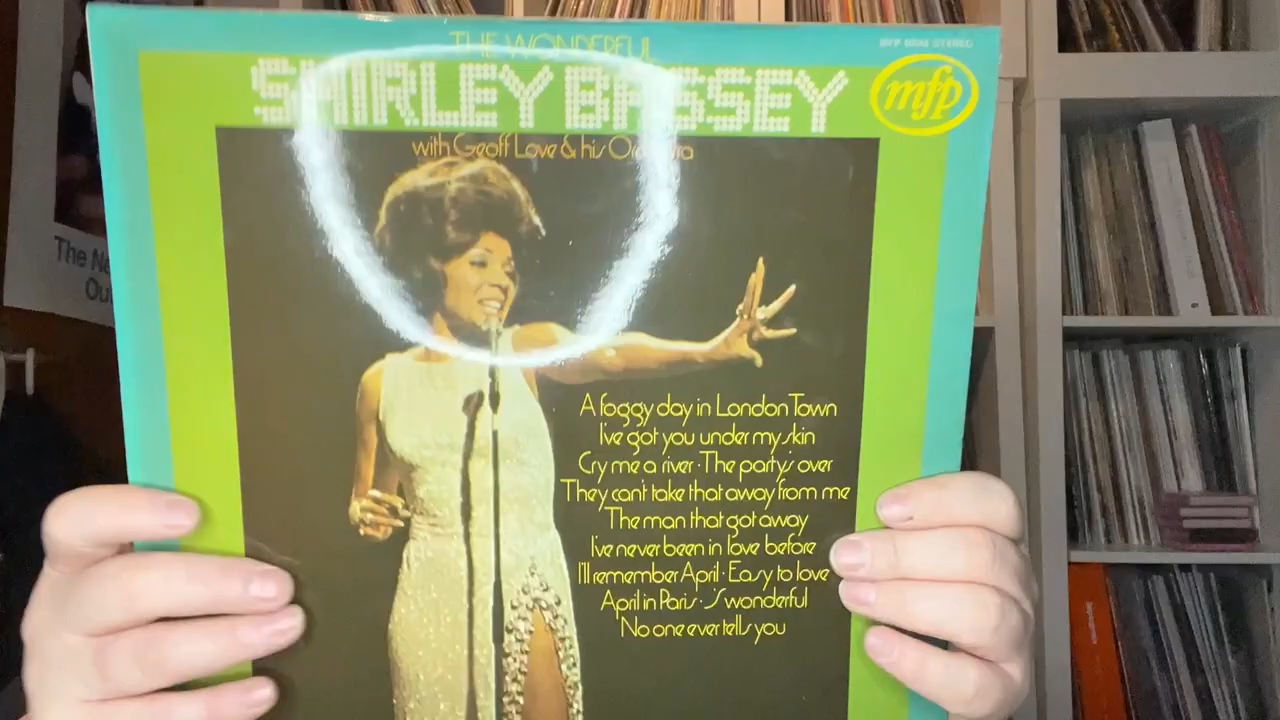 THE WONDERFUL
STEREO
SHIRLEY BASSEY
mfp
with Geoff Love & his Orchestra
The
A foggy day in London Town
I've got you under my skin
Cry me a river · The party's over
They can't take that away from me
The man that got away
I've never been in love before
I'll remember April · Easy to love
April in Paris · 'S wonderful
No one ever tells you